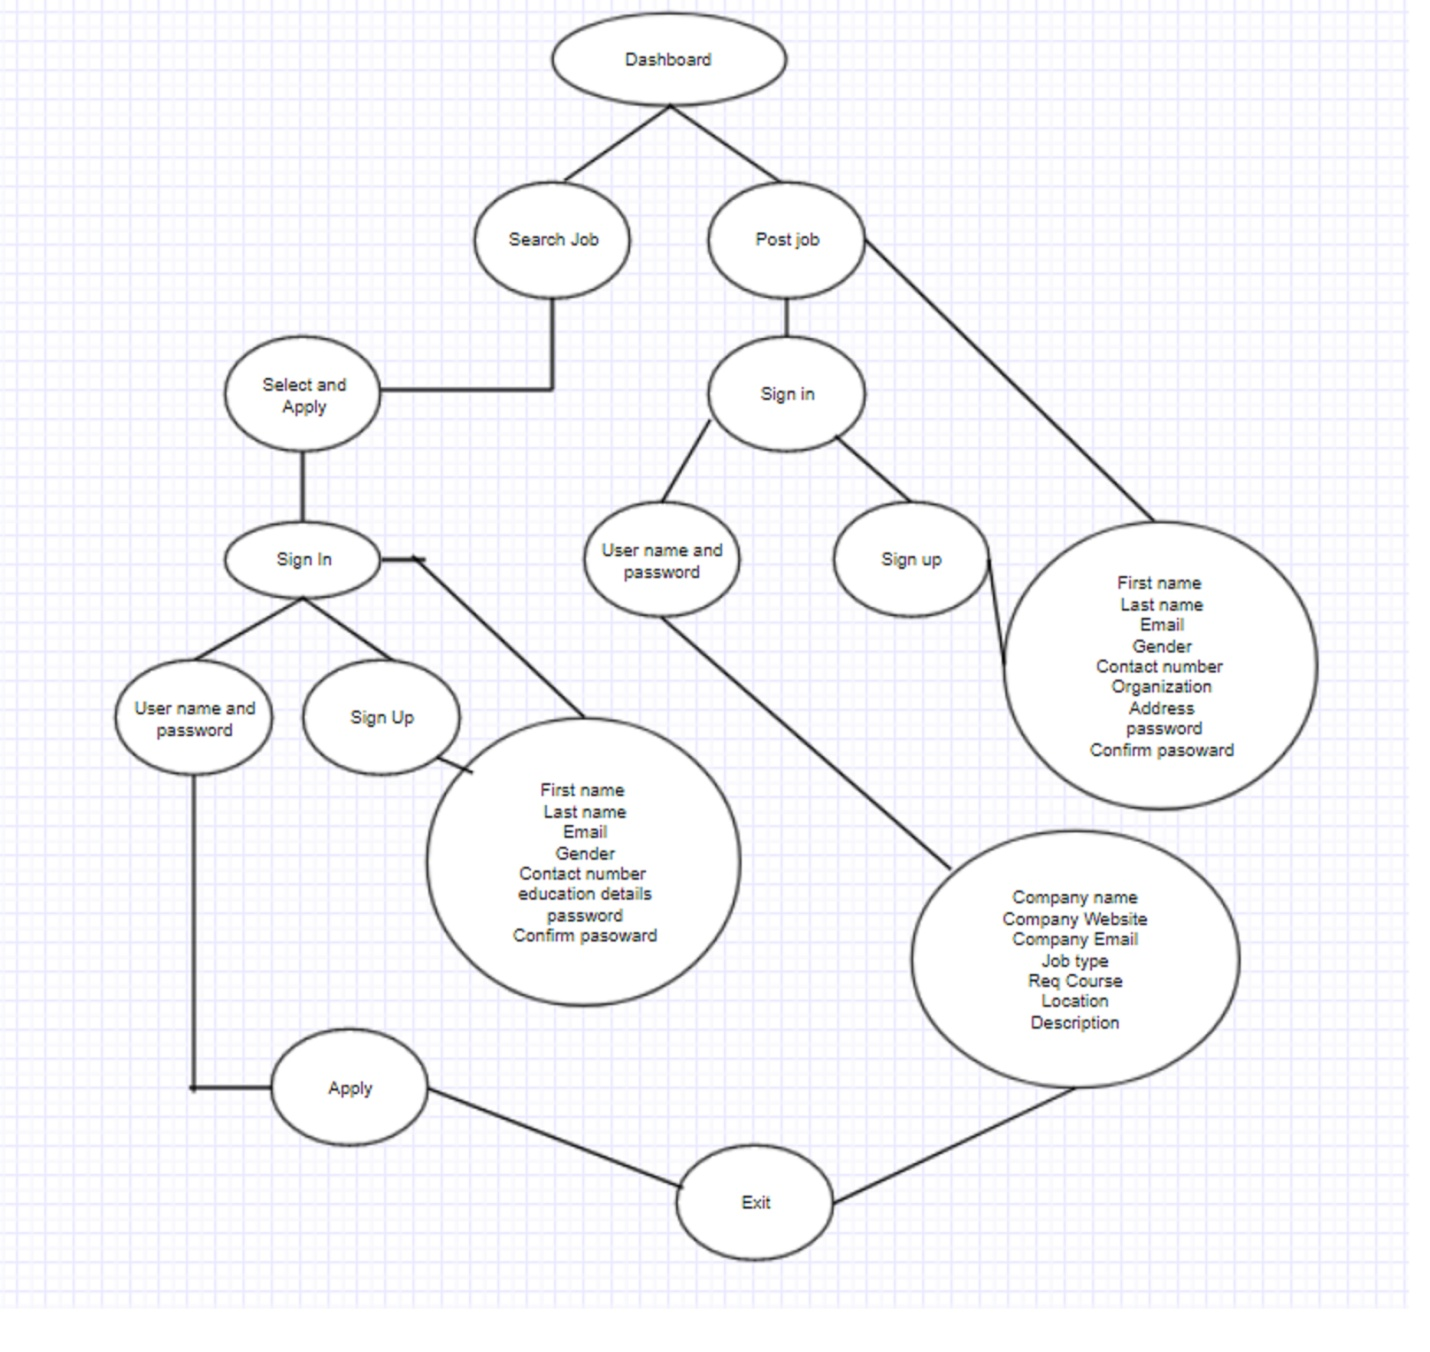 Dashboard
Search Job
Post job
Select and
Apply
Sign in
Sign In
User name and
password
Sign up
First name
Last name
Email
Gender
Contact number
Organization
Address
password
Confirm pasoward
User name and
password
Sign Up
First name
Last name
Email
Gender
Contact number
education details
password
Confirm pasoward
Company name
Company Website
Company Email
Job type
Req Course
Location
Description
Apply
Exit